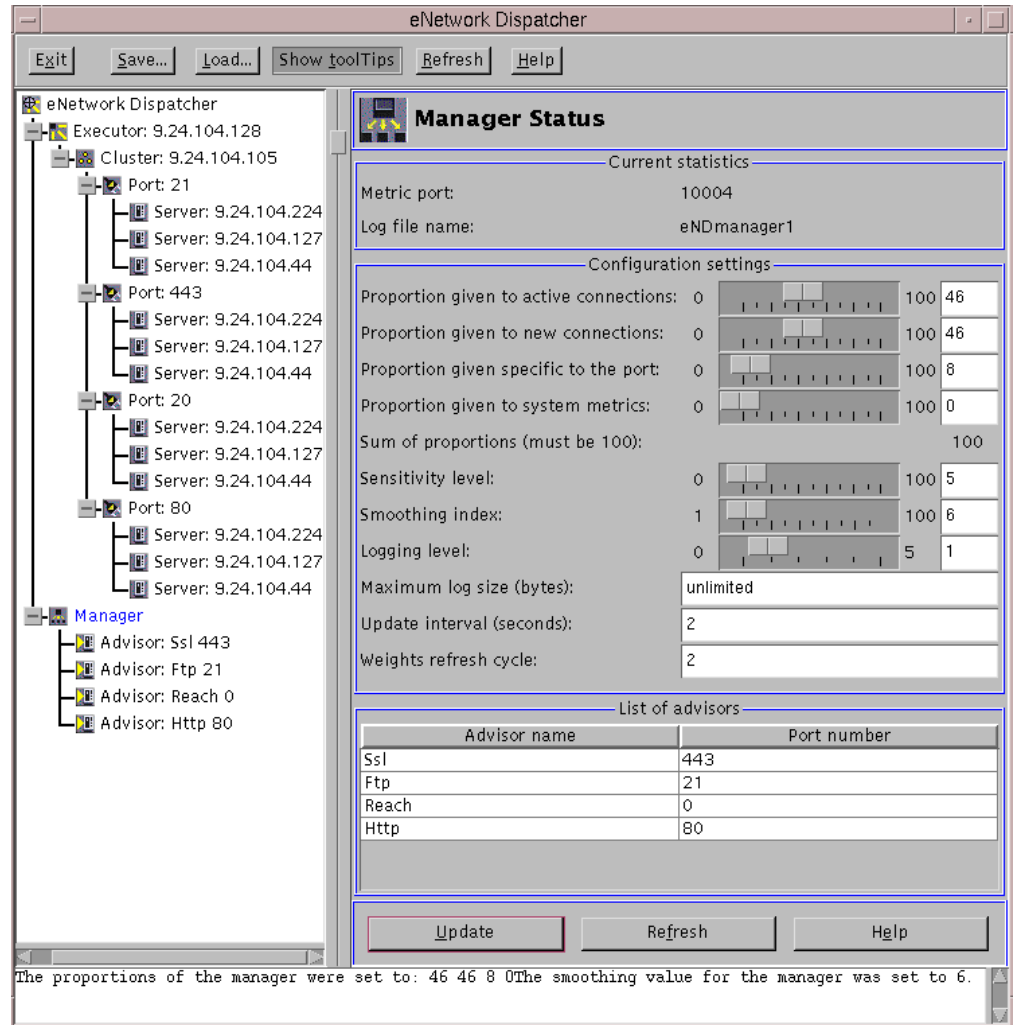 eNetwork Dispatcher
Exit Save... Load... Show toolTips Refresh Help
eNetwork Dispatcher
Executor: 9.24.104.128
Cluster: 9.24.104.105
Port: 21
Server: 9.24.104.224
Server: 9.24.104.127
Server: 9.24.104.44
Port: 443
Server: 9.24.104.224
Server: 9.24.104.127
Server: 9.24.104.44
Port: 20
Server: 9.24.104.224
Server: 9.24.104.127
Server: 9.24.104.44
Port: 80
Server: 9.24.104.224
Server: 9.24.104.127
Server: 9.24.104.44
Manager
Advisor: Ssl 443
Advisor: Ftp 21
Advisor: Reach 0
Advisor: Http 80
Manager Status
Current statistics
Metric port: 10004
Log file name: eNDmanager1
Configuration settings
Proportion given to active connections: 0 100 46
Proportion given to new connections: 0 100 46
Proportion given specific to the port: 0 100 8
Proportion given to system metrics: 0 100 0
Sum of proportions (must be 100): 100
Sensitivity level: 0 100 5
Smoothing index: 1 100 6
Logging level: 0 5 1
Maximum log size (bytes): unlimited
Update interval (seconds): 2
Weights refresh cycle: 2
List of advisors
Advisor name Port number
Ssl 443
Ftp 21
Reach 0
Http 80
Update Refresh Help
The proportions of the manager were set to: 46 46 8 0The smoothing value for the manager was set to 6.